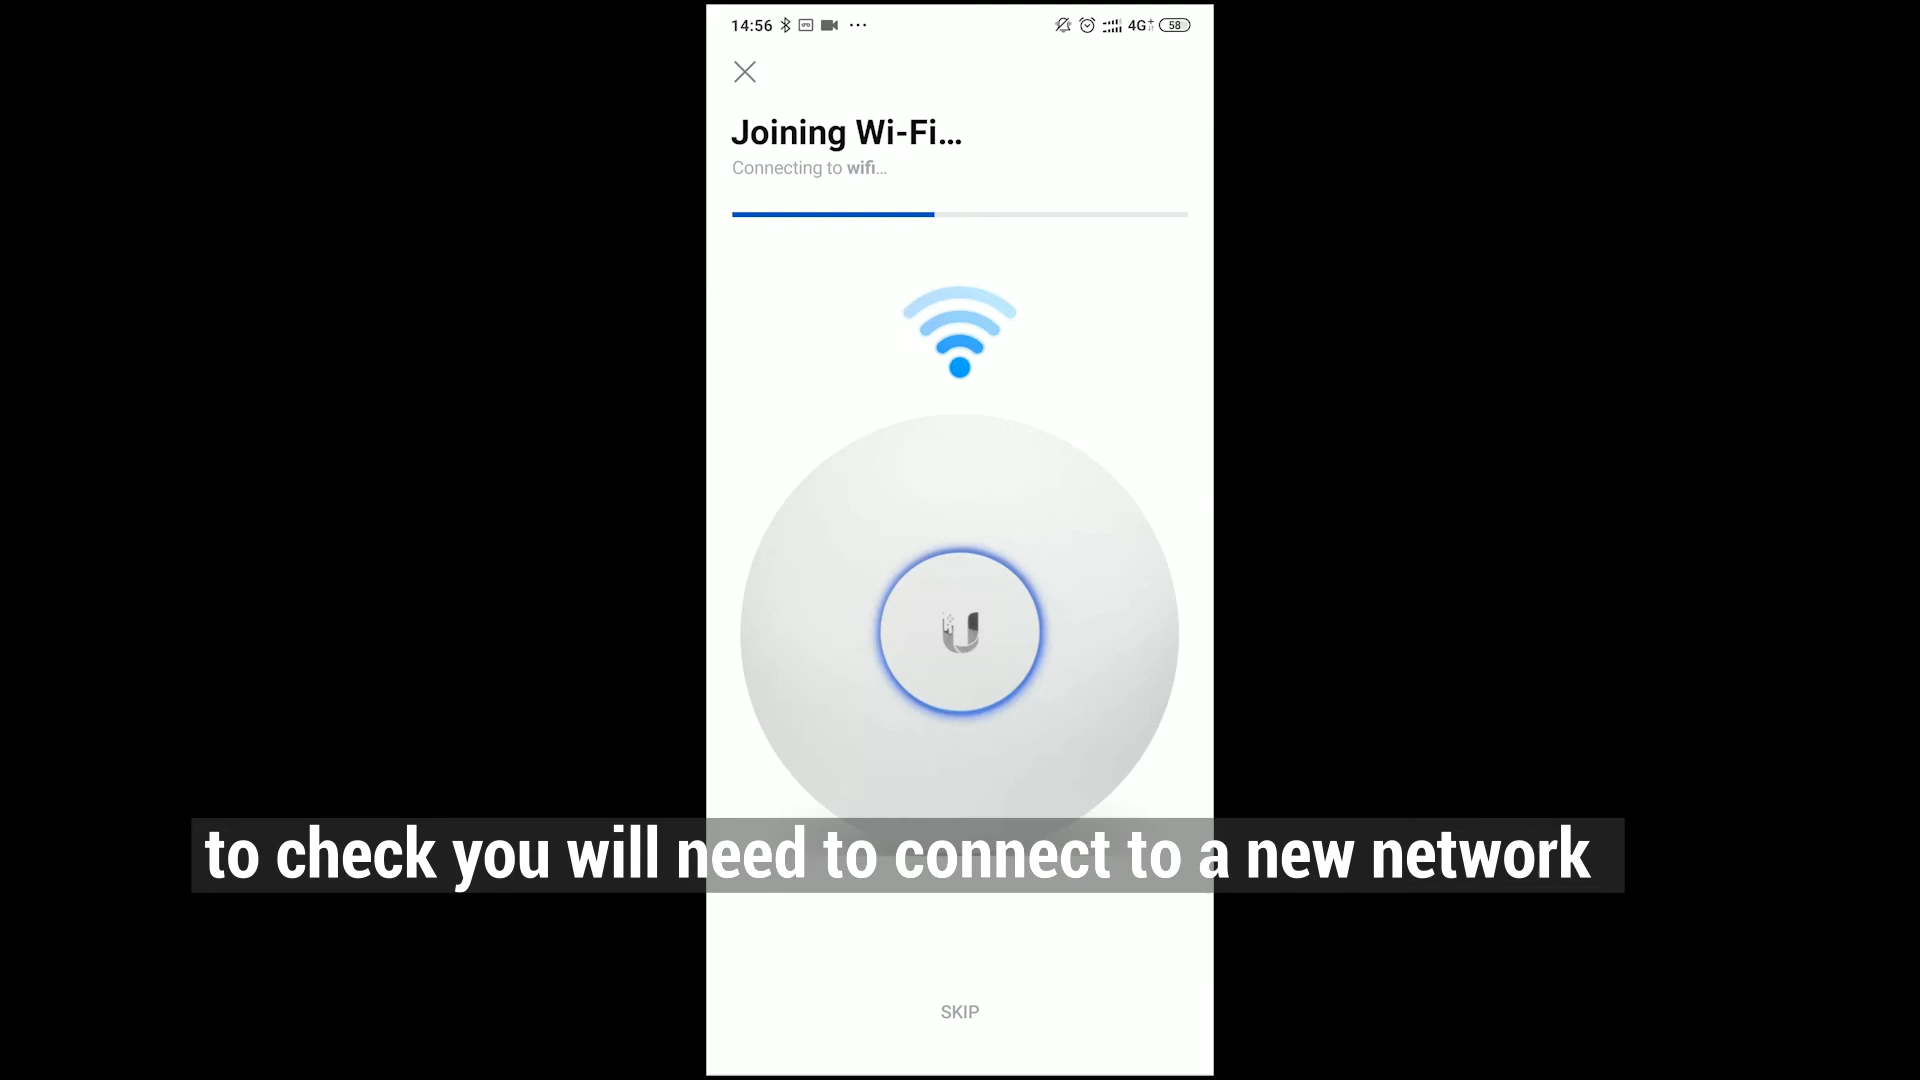 14:56 4G+ 58
Joining Wi-Fi...
Connecting to wifi...
U
to check you will need to connect to a new network
SKIP